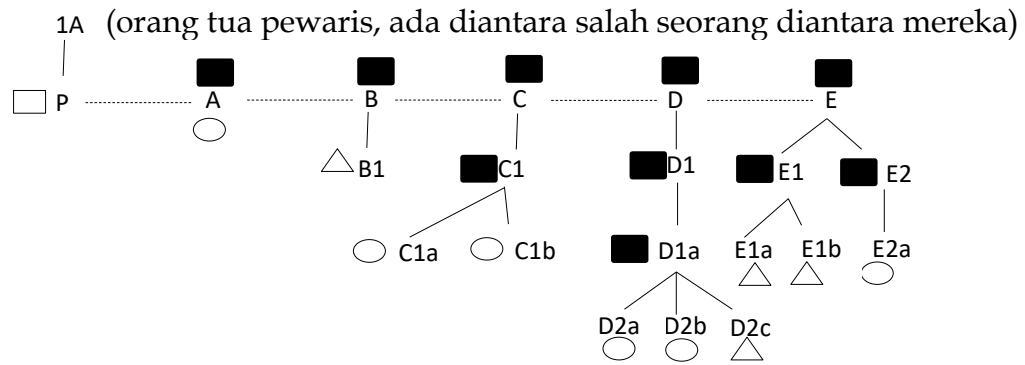 1A (orang tua pewaris, ada diantara salah seorang diantara mereka)
P A B C D E
B1 C1 D1 E1 E2
C1a C1b D1a E1a E1b E2a
D2a D2b D2c